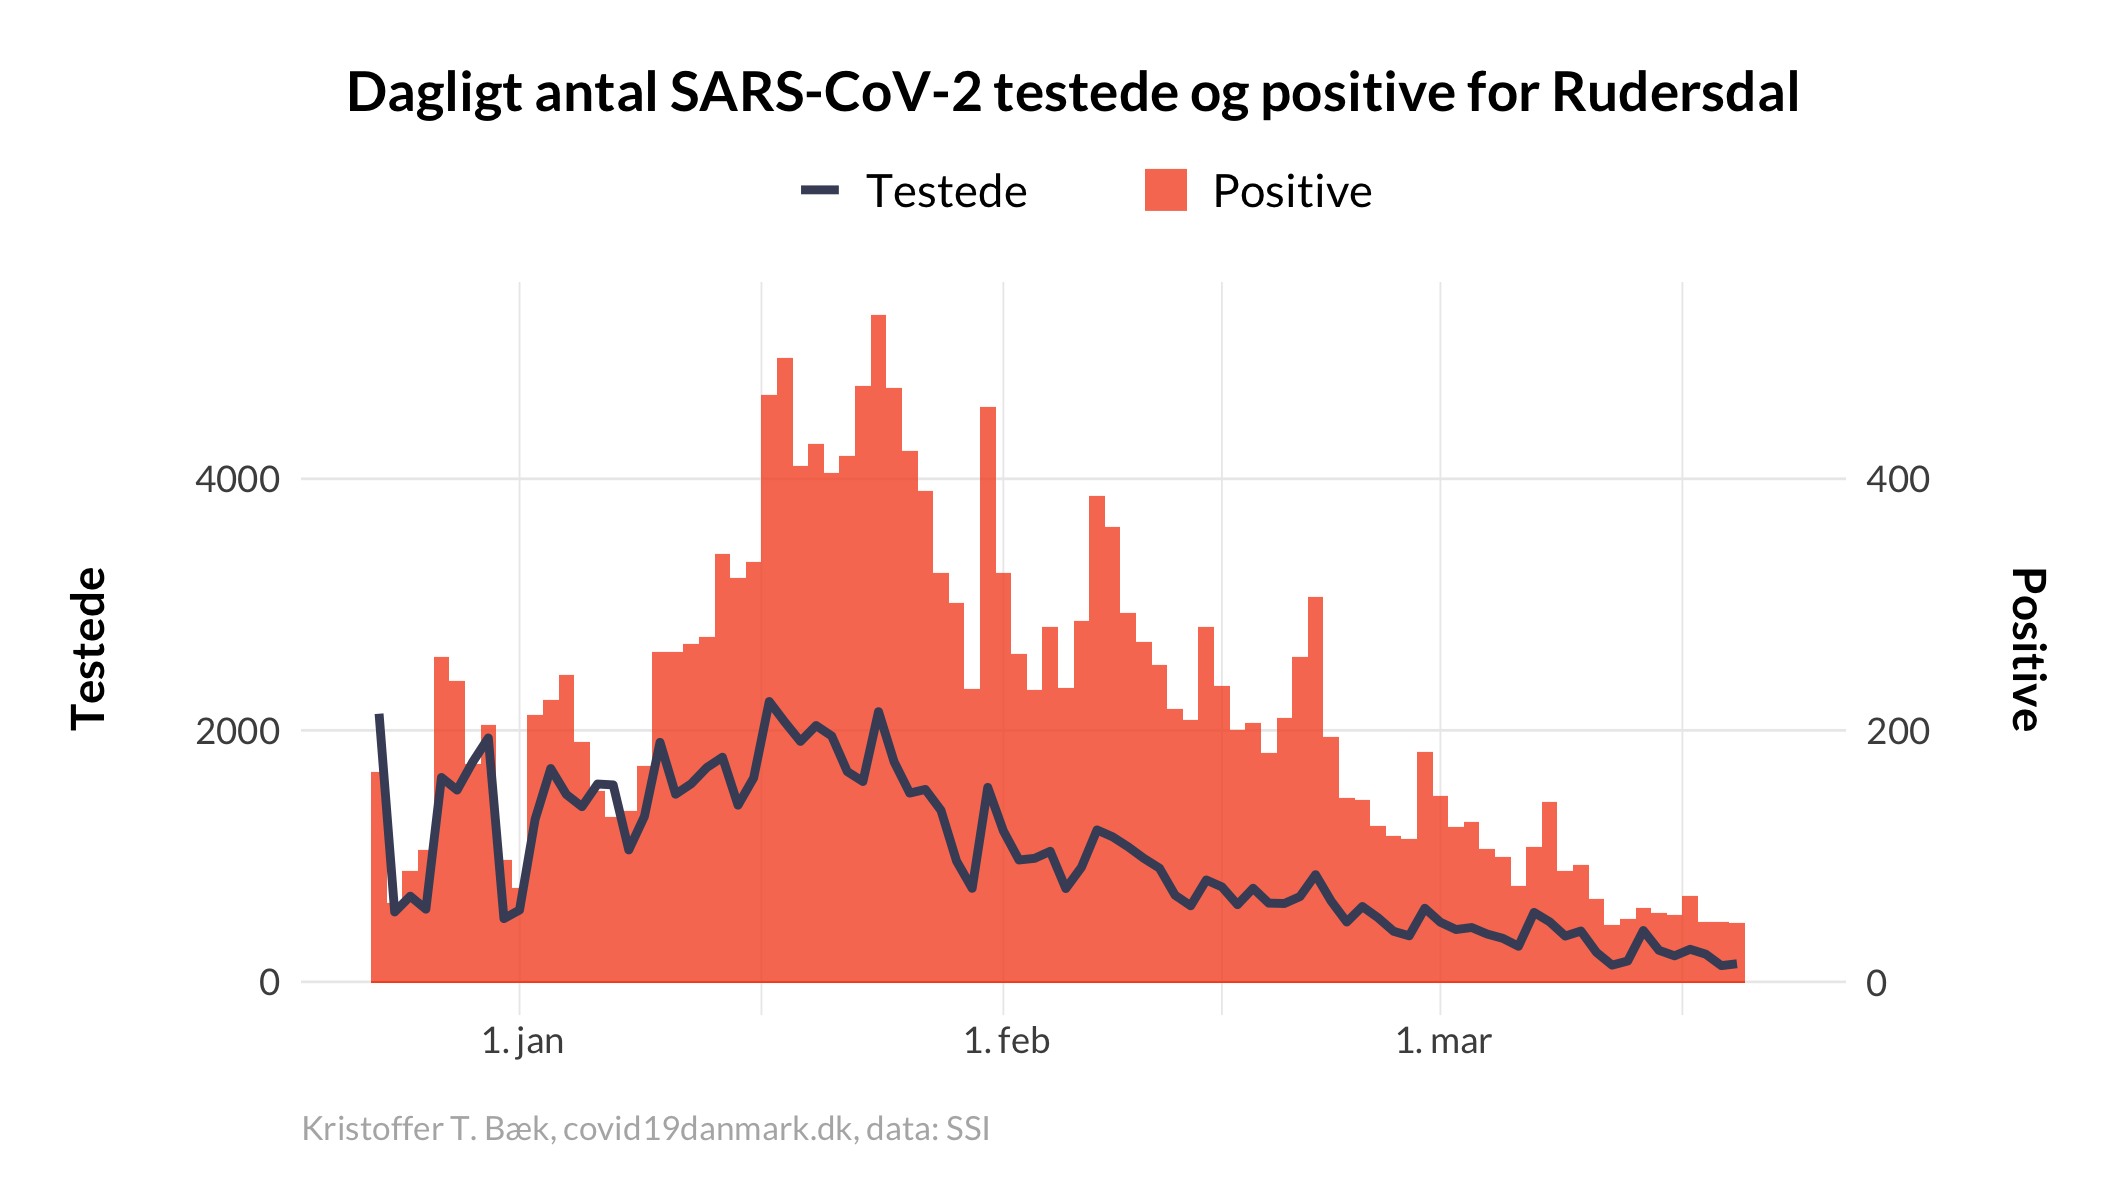 Dagligt antal SARS-CoV-2 testede og positive for Rudersdal
Testede
Positive
4000
2000
0
400
200
0
Testede
Positive
1. jan
1. feb
1. mar
Kristoffer T. Bæk, covid19danmark.dk, data: SSI